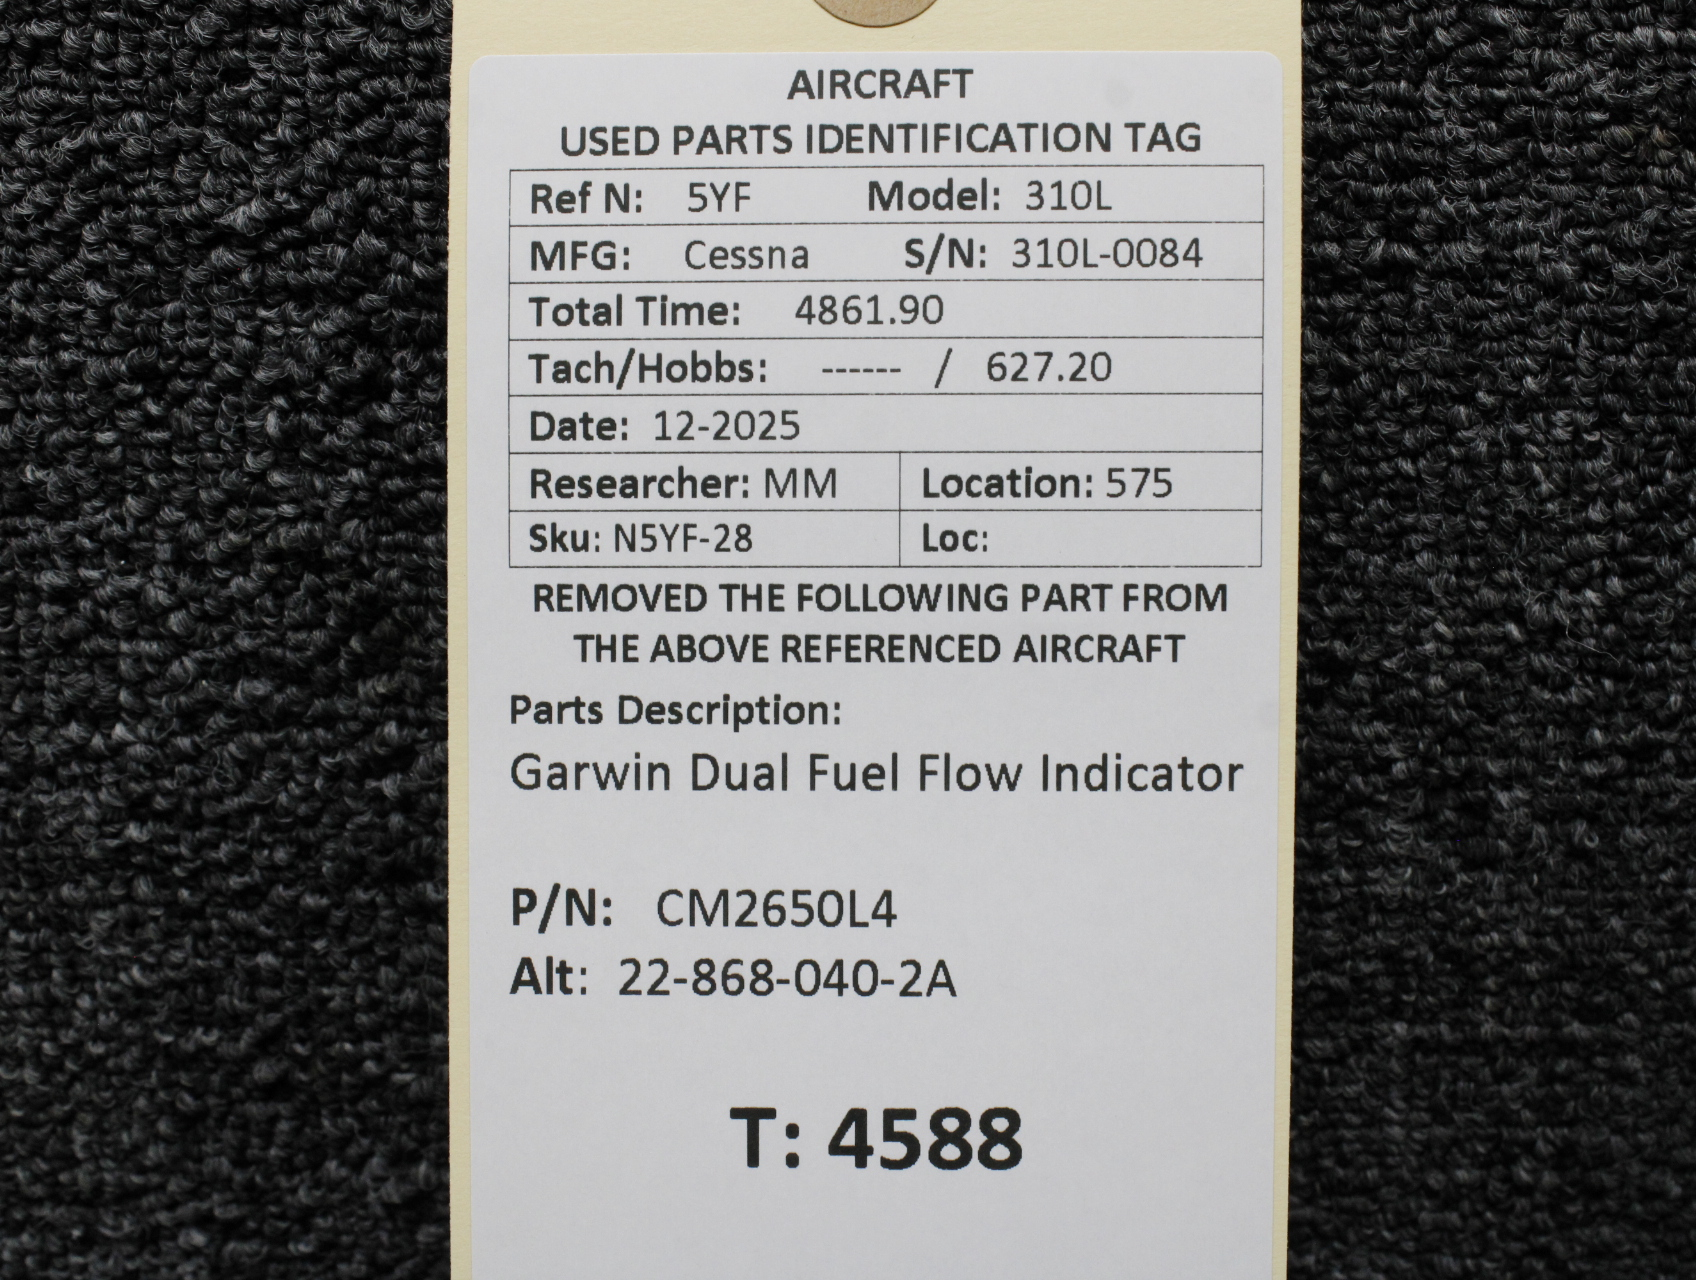 AIRCRAFT
USED PARTS IDENTIFICATION TAG
Ref N: 5YF Model: 310L
MFG: Cessna S/N: 310L-0084
Total Time: 4861.90
Tach/Hobbs: ------ / 627.20
Date: 12-2025
Researcher: MM Location: 575
Sku: N5YF-28 Loc:
REMOVED THE FOLLOWING PART FROM
THE ABOVE REFERENCED AIRCRAFT
Parts Description:
Garwin Dual Fuel Flow Indicator
P/N: CM2650L4
Alt: 22-868-040-2A
T: 4588